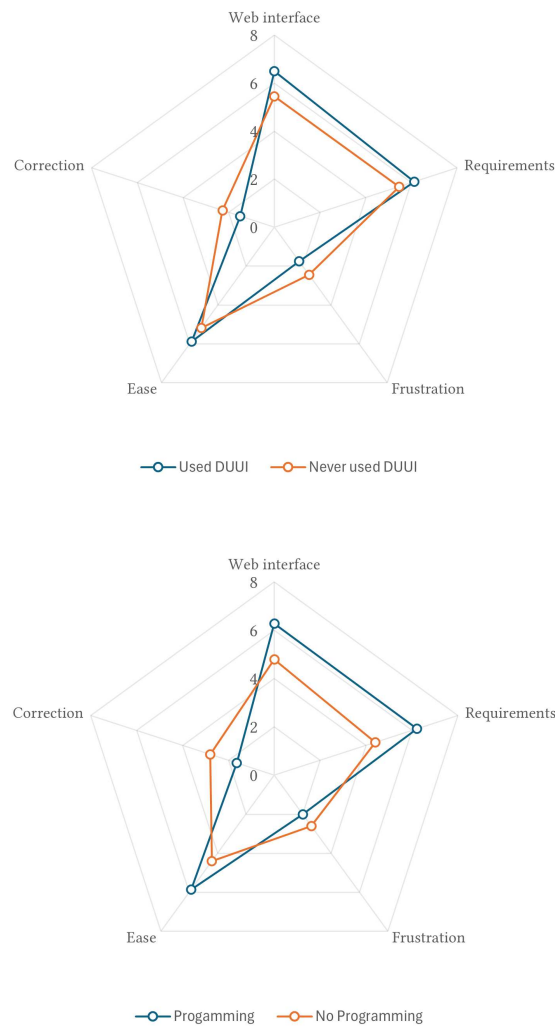 Web interface
8
6
4
2
0
Correction
Requirements
Ease
Frustration
Used DUUI
Never used DUUI
Web interface
8
6
4
2
0
Correction
Requirements
Ease
Frustration
Progamming
No Programming